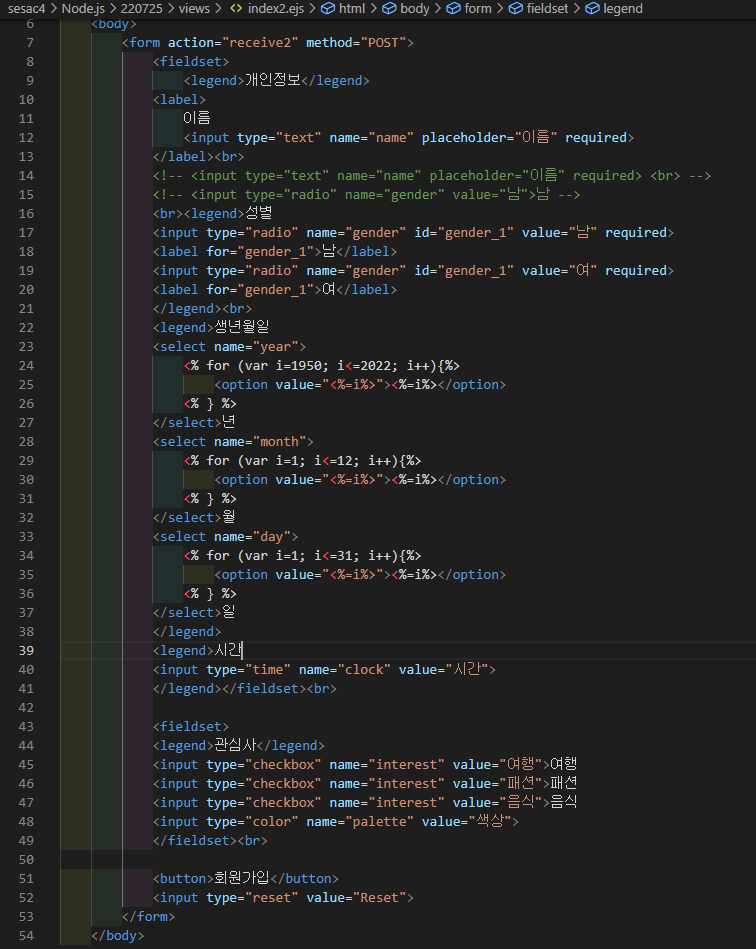 sesac4 > Node.js > 220725 > views > <> index2.ejs > html > body > form > fieldset > legend
6 <body>
7 <form action="receive2" method="POST">
8 <fieldset>
9 <legend>개인정보</legend>
10 <label>
11 이름
12 <input type="text" name="name" placeholder="이름" required>
13 </label><br>
14 <!-- <input type="text" name="name" placeholder="이름" required> <br> -->
15 <!-- <input type="radio" name="gender" value="남">남 -->
16 <br><legend>성별
17 <input type="radio" name="gender" id="gender_1" value="남" required>
18 <label for="gender_1">남</label>
19 <input type="radio" name="gender" id="gender_1" value="여" required>
20 <label for="gender_1">여</label>
21 </legend><br>
22 <legend>생년월일
23 <select name="year">
24 <% for (var i=1950; i<=2022; i++){%>
25 <option value="<%=i%>"><%=i%></option>
26 <% } %>
27 </select>년
28 <select name="month">
29 <% for (var i=1; i<=12; i++){%>
30 <option value="<%=i%>"><%=i%></option>
31 <% } %>
32 </select>월
33 <select name="day">
34 <% for (var i=1; i<=31; i++){%>
35 <option value="<%=i%>"><%=i%></option>
36 <% } %>
37 </select>일
38 </legend>
39 <legend>시간
40 <input type="time" name="clock" value="시간">
41 </legend></fieldset><br>
42
43 <fieldset>
44 <legend>관심사</legend>
45 <input type="checkbox" name="interest" value="여행">여행
46 <input type="checkbox" name="interest" value="패션">패션
47 <input type="checkbox" name="interest" value="음식">음식
48 <input type="color" name="palette" value="색상">
49 </fieldset><br>
50
51 <button>회원가입</button>
52 <input type="reset" value="Reset">
53 </form>
54 </body>